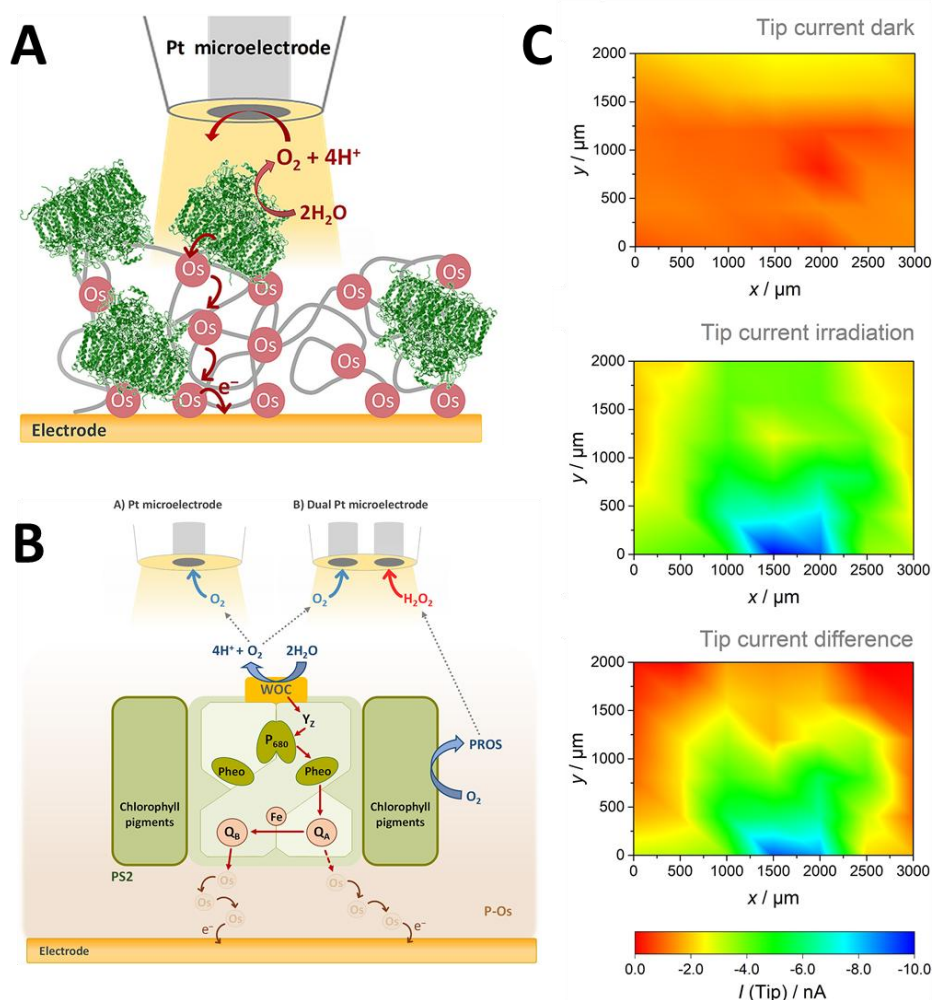 A
Pt microelectrode
O₂ + 4H⁺
2H₂O
Os
Os
Os
Os
Os
Os
Os
Os
e⁻
Os
Os
Os
Os
Os
Electrode
B
A) Pt microelectrode
B) Dual Pt microelectrode
O₂
O₂
H₂O₂
4H⁺ + O₂
2H₂O
WOC
Y_Z
P₆₈₀
Pheo
Pheo
PROS
O₂
Chlorophyll
pigments
Chlorophyll
pigments
Fe
Q_B
Q_A
PS2
Os
Os
Os
Os
Os
Os
P-Os
e⁻
e⁻
Electrode
C
Tip current dark
2000
1500
1000
500
0
y / µm
0 500 1000 1500 2000 2500 3000
x / µm
Tip current irradiation
2000
1500
1000
500
0
y / µm
0 500 1000 1500 2000 2500 3000
x / µm
Tip current difference
2000
1500
1000
500
0
y / µm
0 500 1000 1500 2000 2500 3000
x / µm
0.0 -2.0 -4.0 -6.0 -8.0 -10.0
I (Tip) / nA